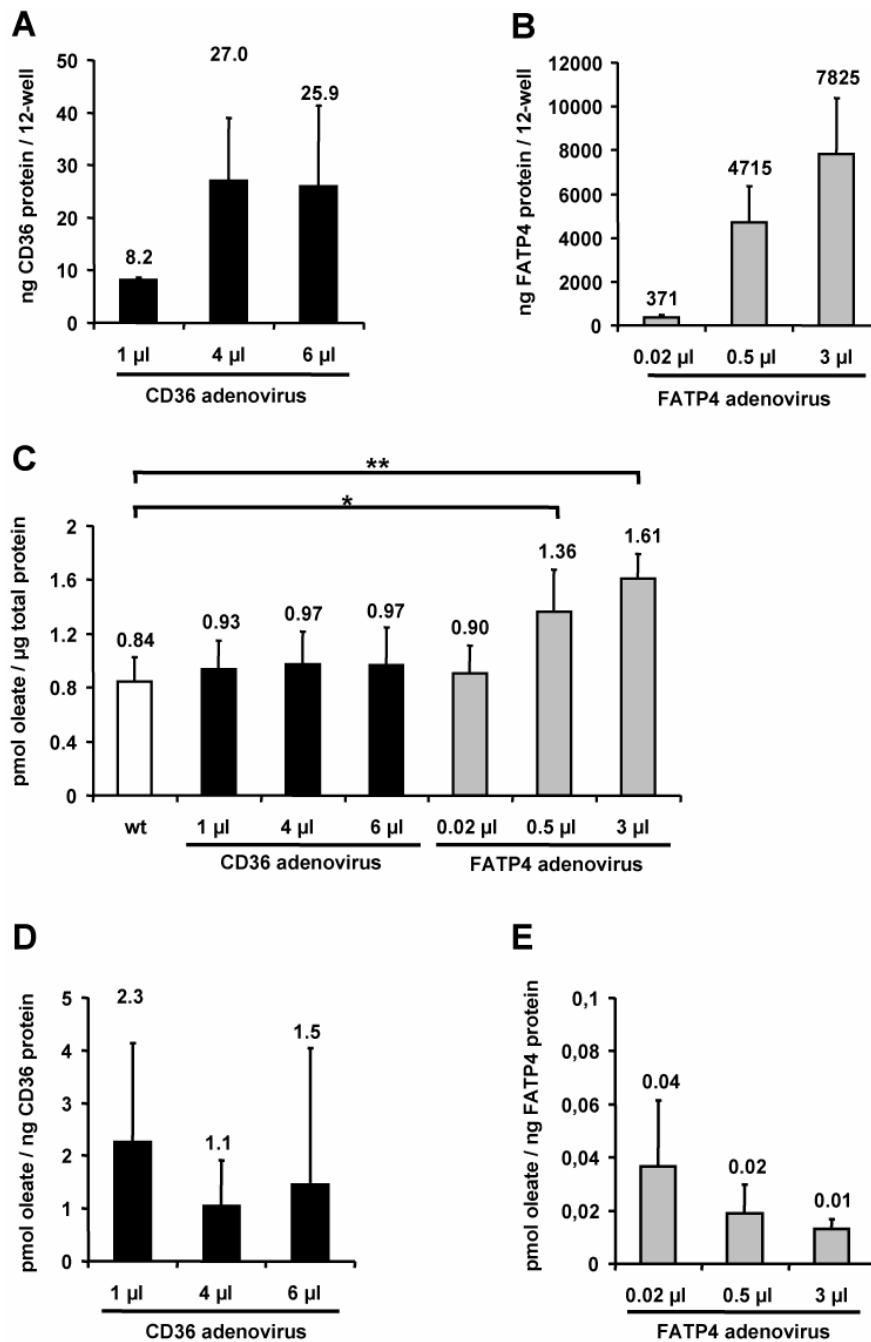 A
ng CD36 protein / 12-well
50
40
30
20
10
0
8.2
27.0
25.9
1 µl 4 µl 6 µl
CD36 adenovirus
B
ng FATP4 protein / 12-well
12000
10000
8000
6000
4000
2000
0
371
4715
7825
0.02 µl 0.5 µl 3 µl
FATP4 adenovirus
C
**
*
pmol oleate / µg total protein
2
1.6
1.2
0.8
0.4
0
0.84
0.93
0.97
0.97
0.90
1.36
1.61
wt 1 µl 4 µl 6 µl 0.02 µl 0.5 µl 3 µl
CD36 adenovirus FATP4 adenovirus
D
pmol oleate / ng CD36 protein
5
4
3
2
1
0
2.3
1.1
1.5
1 µl 4 µl 6 µl
CD36 adenovirus
E
pmol oleate / ng FATP4 protein
0,1
0,08
0,06
0,04
0,02
0
0.04
0.02
0.01
0.02 µl 0.5 µl 3 µl
FATP4 adenovirus